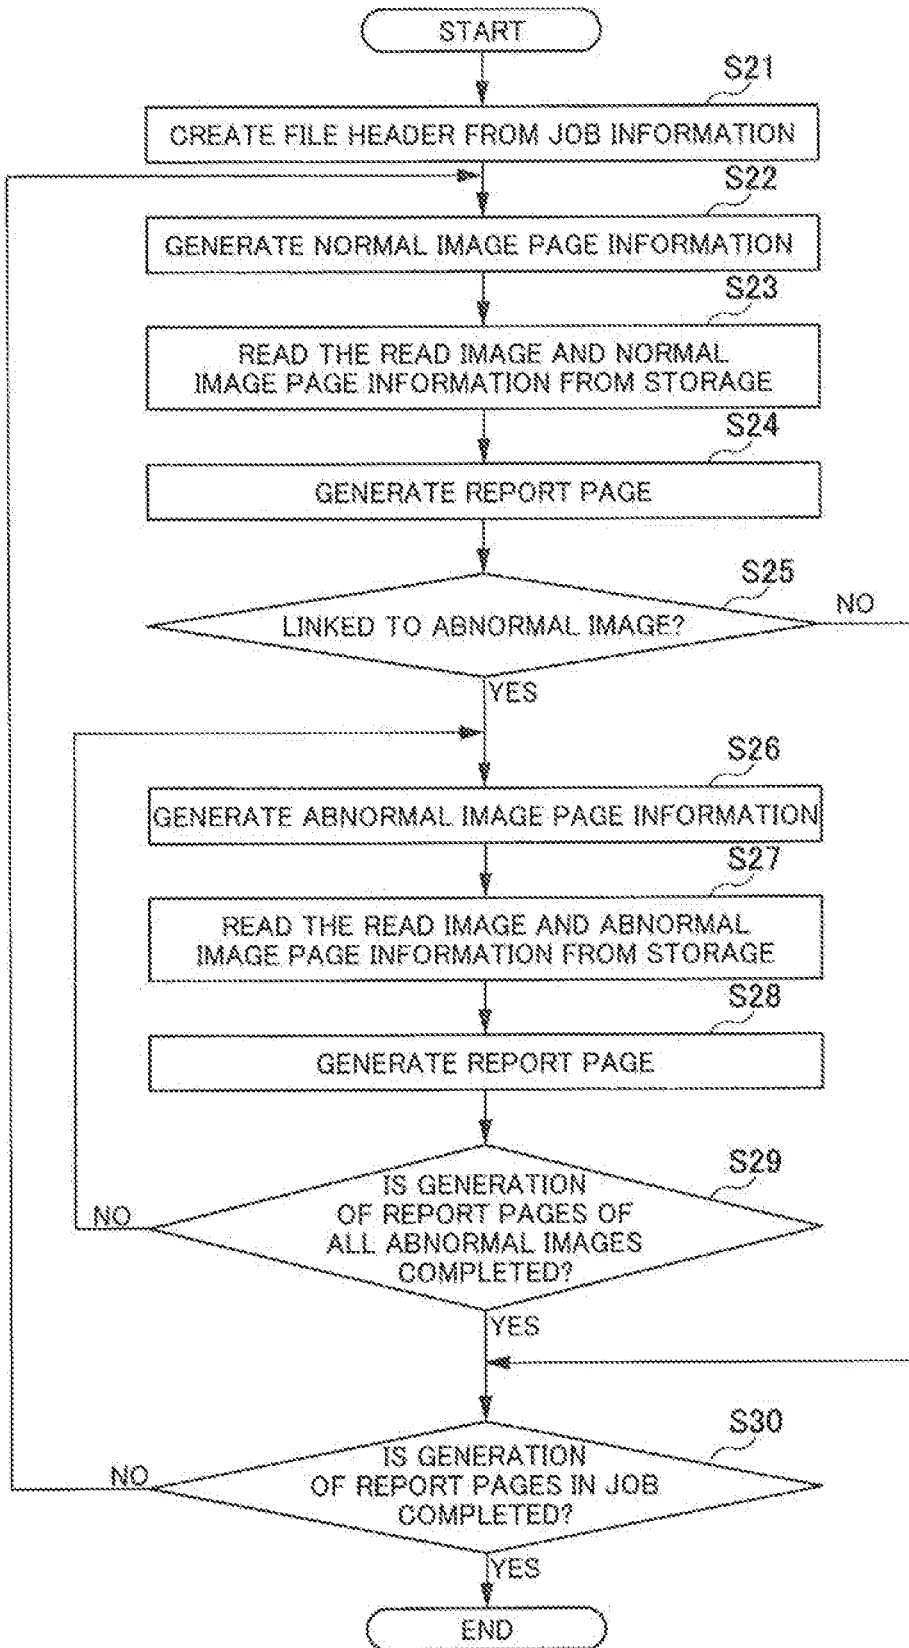 START
S21
CREATE FILE HEADER FROM JOB INFORMATION
S22
GENERATE NORMAL IMAGE PAGE INFORMATION
S23
READ THE READ IMAGE AND NORMAL
IMAGE PAGE INFORMATION FROM STORAGE
S24
GENERATE REPORT PAGE
S25
LINKED TO ABNORMAL IMAGE?
NO
YES
S26
GENERATE ABNORMAL IMAGE PAGE INFORMATION
S27
READ THE READ IMAGE AND ABNORMAL
IMAGE PAGE INFORMATION FROM STORAGE
S28
GENERATE REPORT PAGE
S29
IS GENERATION
OF REPORT PAGES OF
ALL ABNORMAL IMAGES
COMPLETED?
NO
YES
S30
IS GENERATION
OF REPORT PAGES IN JOB
COMPLETED?
NO
YES
END